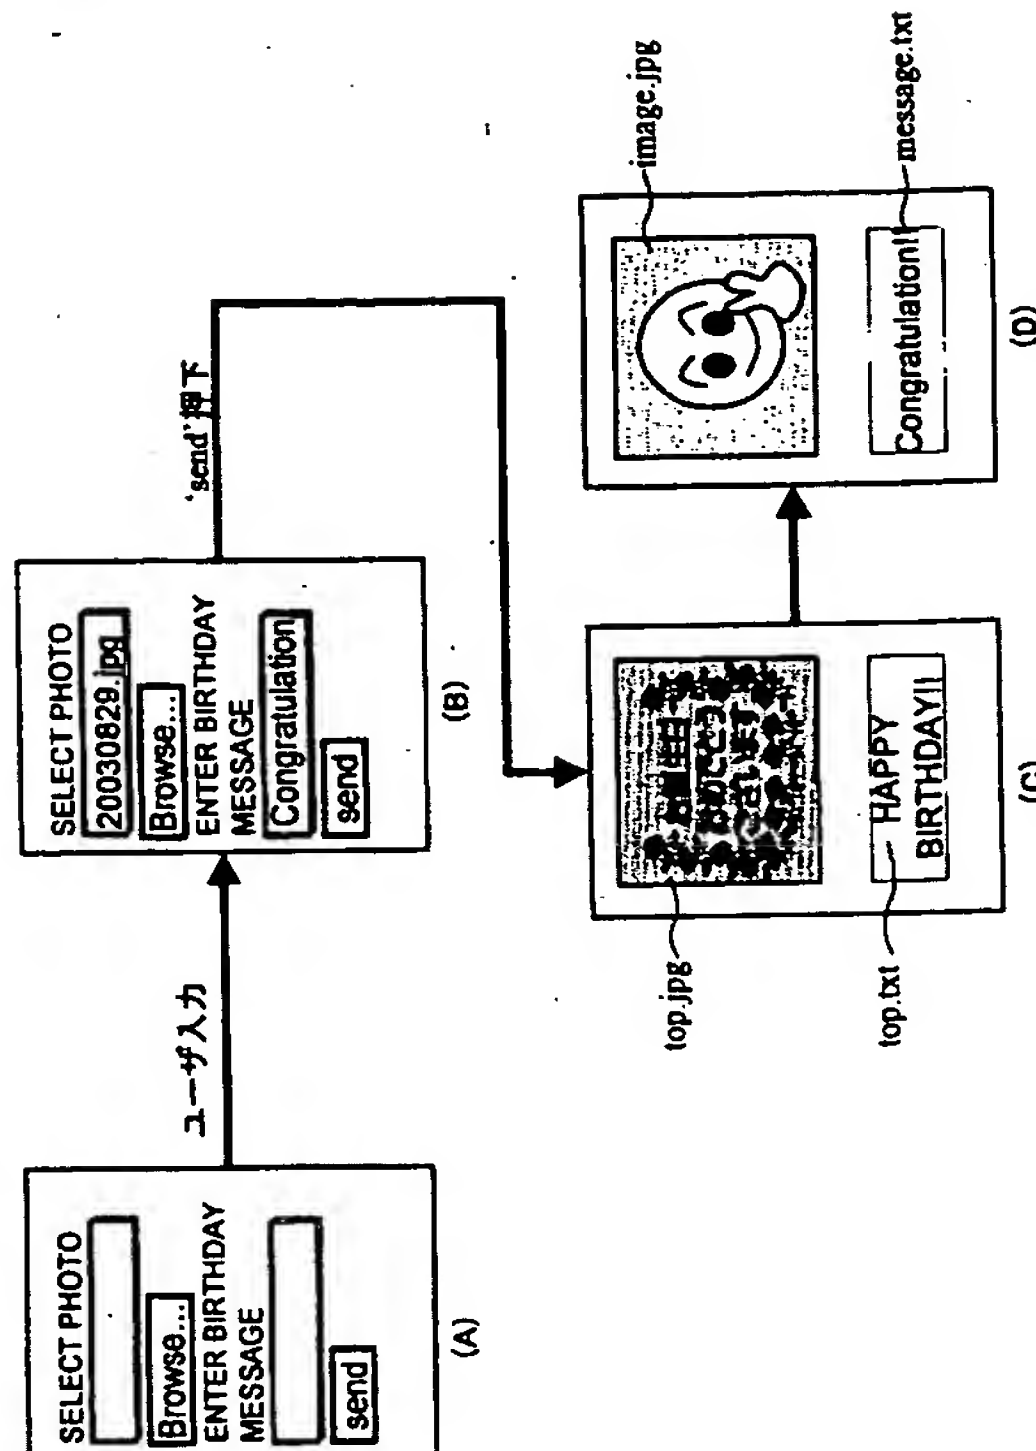 SELECT PHOTO
Browse...
ENTER BIRTHDAY
MESSAGE
send
(A)
ユーザ入力
SELECT PHOTO
20030829.jpg
Browse...
ENTER BIRTHDAY
MESSAGE
Congratulation
send
(B)
'send'押下
top.jpg
top.txt
HAPPY
BIRTHDAY!!
(C)
image.jpg
Congratulation!!
message.txt
(D)